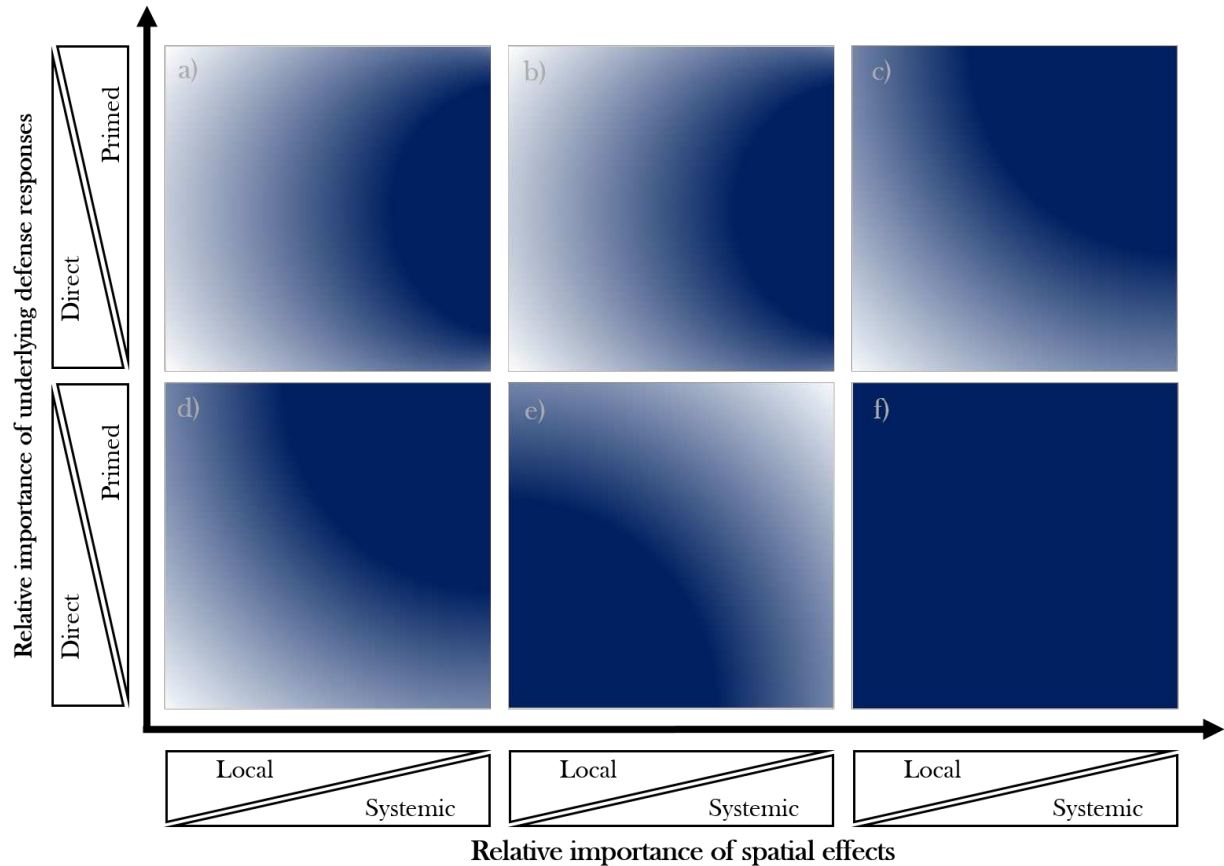 Relative importance of underlying defense responses
Primed
Direct
a)
b)
c)
Primed
Direct
d)
e)
f)
Local
Systemic
Local
Systemic
Local
Systemic
Relative importance of spatial effects